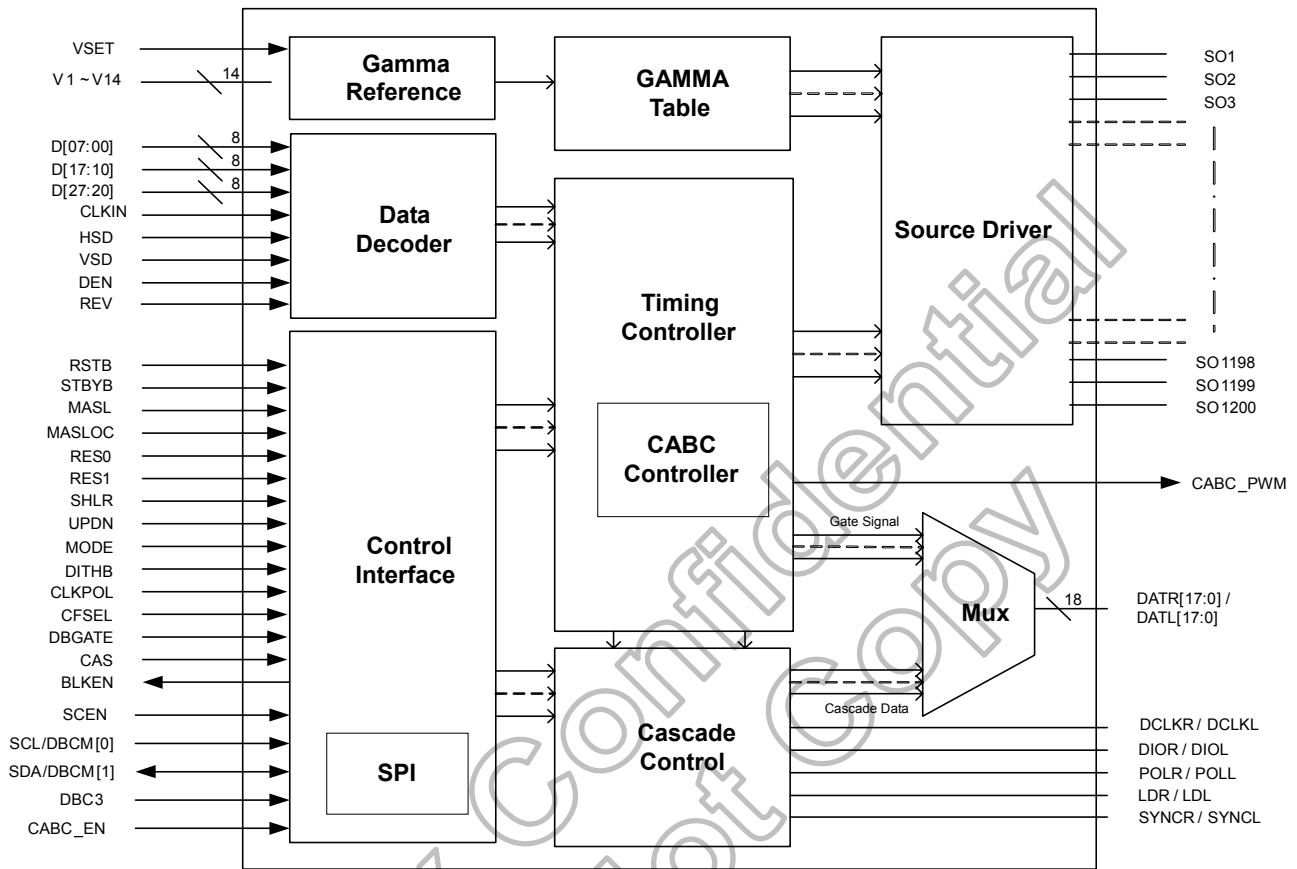 VSET
V1 ~ V14
14
D[07:00]
8
D[17:10]
8
D[27:20]
8
CLKIN
HSD
VSD
DEN
REV
RSTB
STBYB
MASL
MASLOC
RES0
RES1
SHLR
UPDN
MODE
DITHB
CLKPOL
CFSEL
DBGATE
CAS
BLKEN
SCEN
SCL/DBCM[0]
SDA/DBCM[1]
DBC3
CABC_EN
Gamma
Reference
GAMMA
Table
Data
Decoder
Timing
Controller
CABC
Controller
Source Driver
Control
Interface
SPI
Cascade
Control
Gate Signal
Cascade Data
Mux
18
SO1
SO2
SO3
SO1198
SO1199
SO1200
CABC_PWM
DATR[17:0] /
DATL[17:0]
DCLKR / DCLKL
DIOR / DIOL
POLR / POLL
LDR / LDL
SYNCR / SYNCL
Confidential
Not Copy